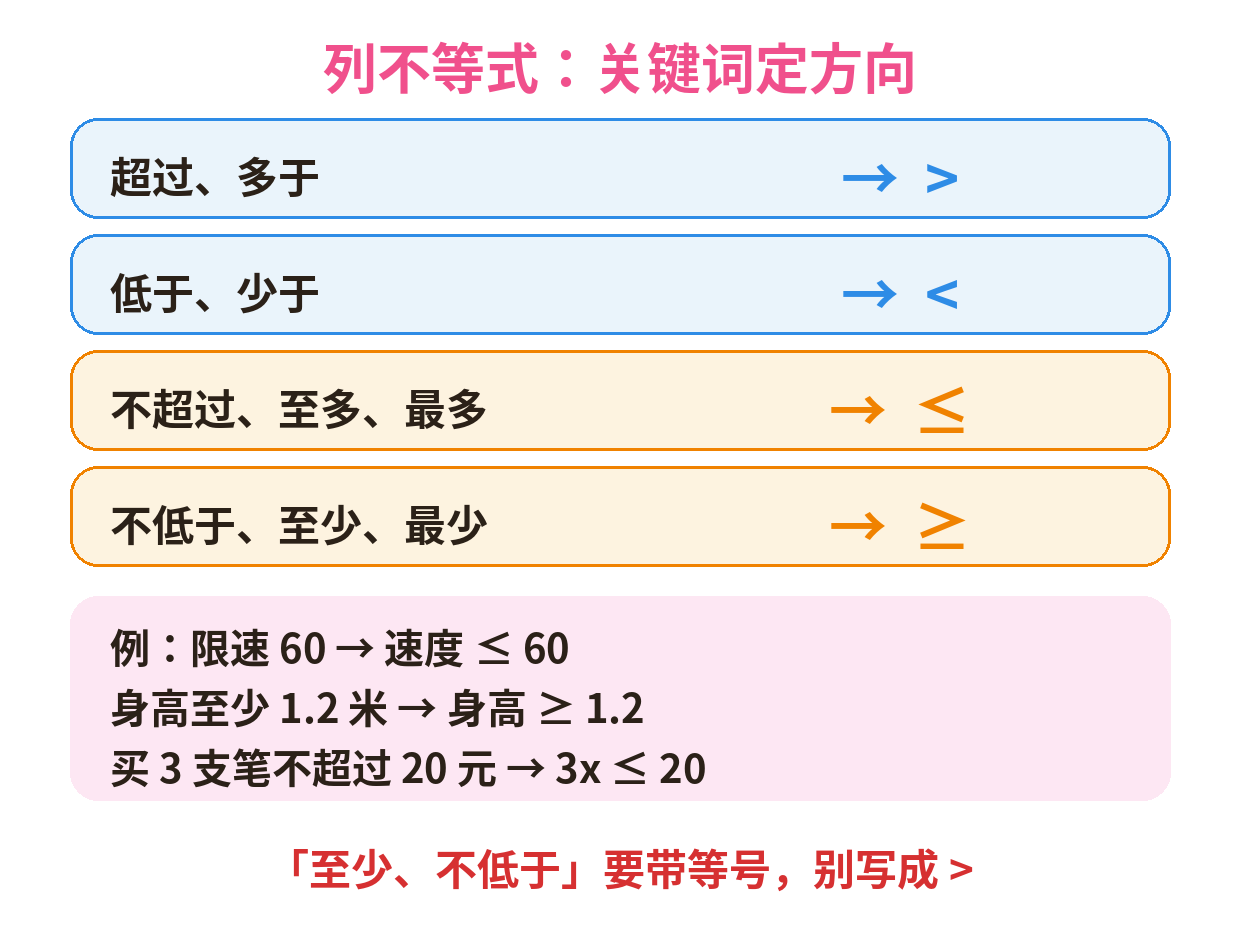 列不等式：关键词定方向
超过、多于 → >
低于、少于 → <
不超过、至多、最多 → ≤
不低于、至少、最少 → ≥
例：限速 60 → 速度 ≤ 60
身高至少 1.2 米 → 身高 ≥ 1.2
买 3 支笔不超过 20 元 → 3x ≤ 20
「至少、不低于」要带等号，别写成 >